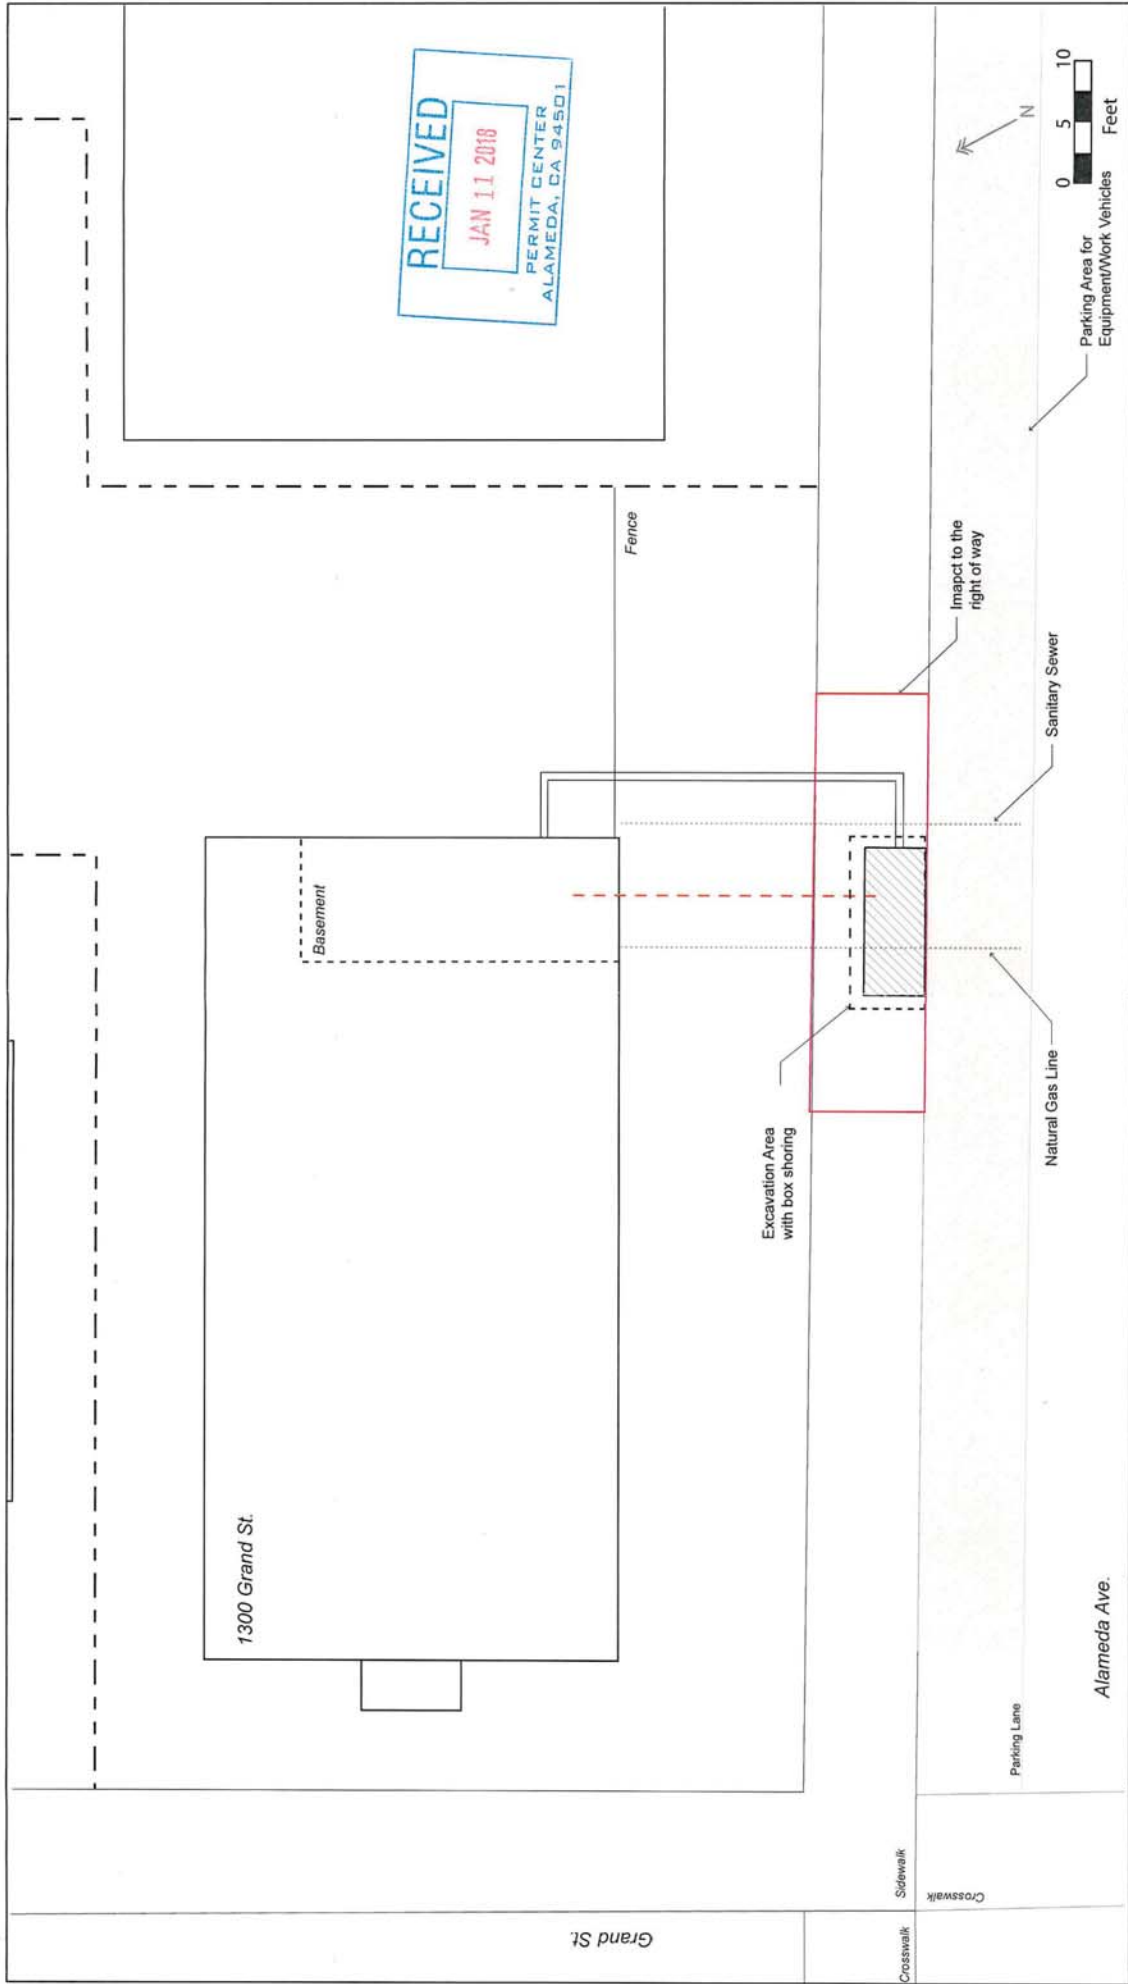 RECEIVED
JAN 11 2018
PERMIT CENTER
ALAMEDA, CA 94501
1300 Grand St.
Basement
Fence
Excavation Area
with box shoring
Imapct to the
right of way
Sanitary Sewer
Natural Gas Line
Parking Area for
Equipment/Work Vehicles
N
0 5 10
Feet
Grand St.
Sidewalk
Crosswalk
Crosswalk
Parking Lane
Alameda Ave.